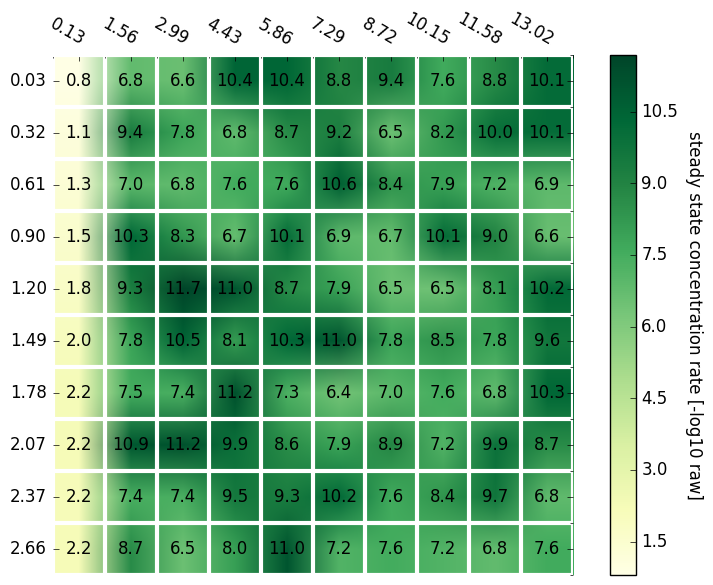 0.13 1.56 2.99 4.43 5.86 7.29 8.72 10.15 11.58 13.02
0.03 0.8 6.8 6.6 10.4 10.4 8.8 9.4 7.6 8.8 10.1
0.32 1.1 9.4 7.8 6.8 8.7 9.2 6.5 8.2 10.0 10.1
0.61 1.3 7.0 6.8 7.6 7.6 10.6 8.4 7.9 7.2 6.9
0.90 1.5 10.3 8.3 6.7 10.1 6.9 6.7 10.1 9.0 6.6
1.20 1.8 9.3 11.7 11.0 8.7 7.9 6.5 6.5 8.1 10.2
1.49 2.0 7.8 10.5 8.1 10.3 11.0 7.8 8.5 7.8 9.6
1.78 2.2 7.5 7.4 11.2 7.3 6.4 7.0 7.6 6.8 10.3
2.07 2.2 10.9 11.2 9.9 8.6 7.9 8.9 7.2 9.9 8.7
2.37 2.2 7.4 7.4 9.5 9.3 10.2 7.6 8.4 9.7 6.8
2.66 2.2 8.7 6.5 8.0 11.0 7.2 7.6 7.2 6.8 7.6
10.5
9.0
7.5
6.0
4.5
3.0
1.5
steady state concentration rate [-log10 raw]